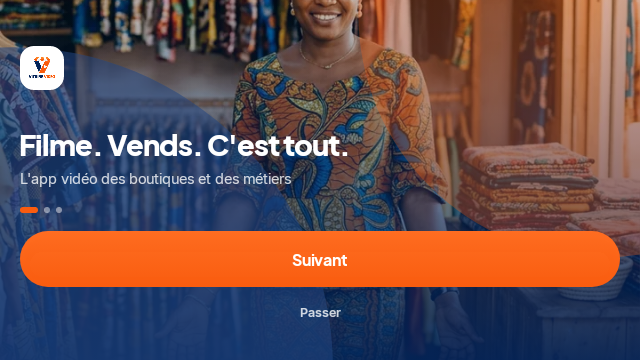 Filme. Vends. C'est tout.
L'app vidéo des boutiques et des métiers
Suivant
Passer